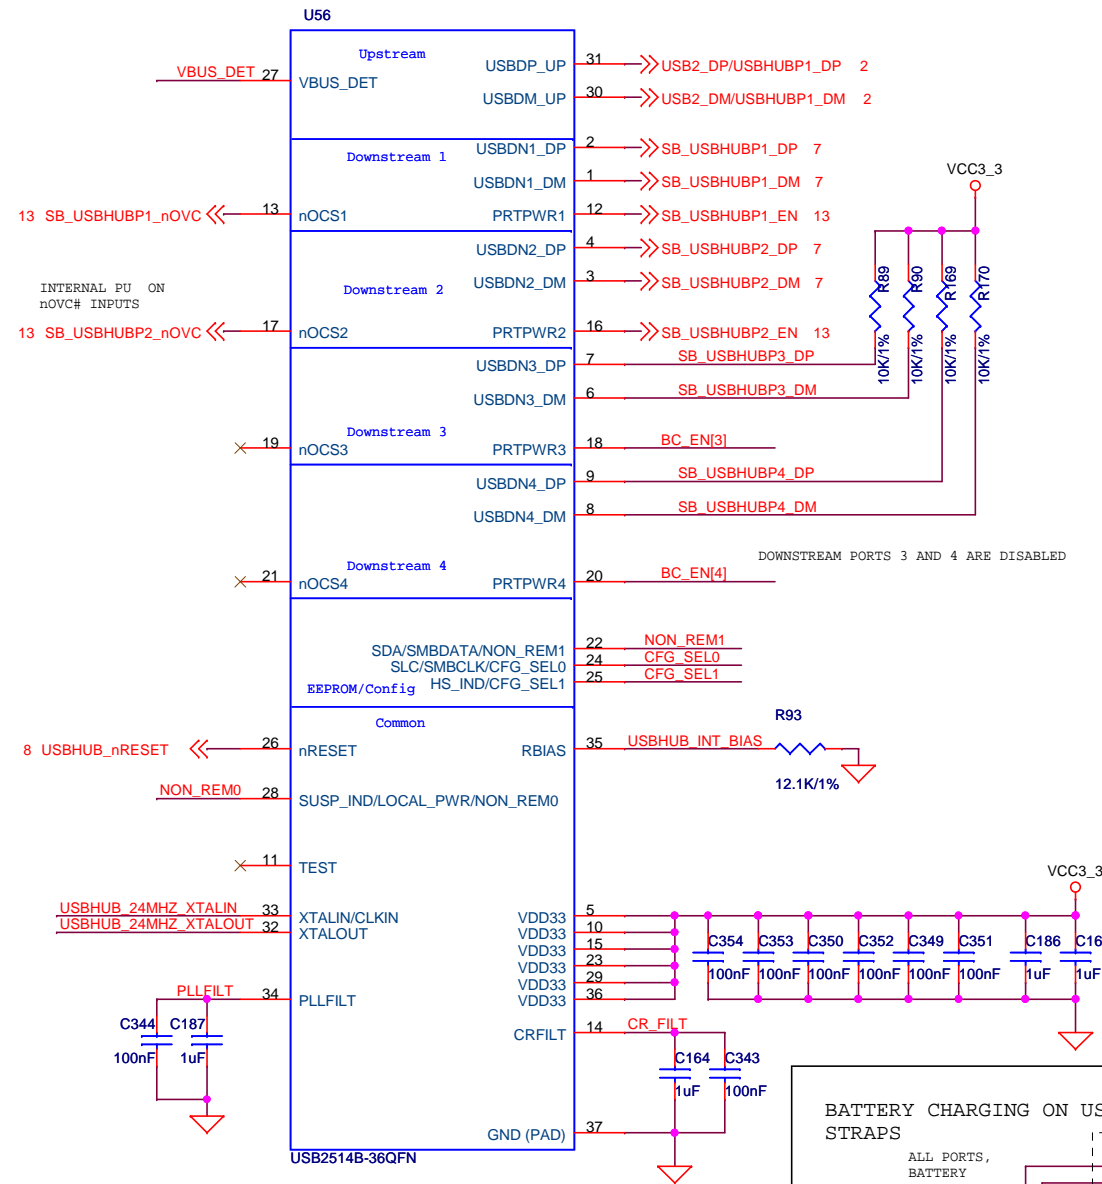 U56
Upstream
VBUS_DET 27 VBUS_DET
USBDP_UP 31 USB2_DP/USBHUBP1_DP 2
USBDM_UP 30 USB2_DM/USBHUBP1_DM 2
Downstream 1
USBDN1_DP 2 SB_USBHUBP1_DP 7
USBDN1_DM 1 SB_USBHUBP1_DM 7
13 SB_USBHUBP1_nOVC 13 nOCS1
PRTPWR1 12 SB_USBHUBP1_EN 13
USBDN2_DP 4 SB_USBHUBP2_DP 7
USBDN2_DM 3 SB_USBHUBP2_DM 7
Downstream 2
INTERNAL PU ON
nOVC# INPUTS
13 SB_USBHUBP2_nOVC 17 nOCS2
PRTPWR2 16 SB_USBHUBP2_EN 13
VCC3_3
R89
10K/1%
R90
10K/1%
R169
10K/1%
R170
10K/1%
USBDN3_DP 7 SB_USBHUBP3_DP
USBDN3_DM 6 SB_USBHUBP3_DM
Downstream 3
19 nOCS3
PRTPWR3 18 BC_EN[3]
USBDN4_DP 9 SB_USBHUBP4_DP
USBDN4_DM 8 SB_USBHUBP4_DM
DOWNSTREAM PORTS 3 AND 4 ARE DISABLED
Downstream 4
21 nOCS4
PRTPWR4 20 BC_EN[4]
SDA/SMBDATA/NON_REM1 22 NON_REM1
SLC/SMBCLK/CFG_SEL0 24 CFG_SEL0
HS_IND/CFG_SEL1 25 CFG_SEL1
EEPROM/Config
Common
8 USBHUB_nRESET 26 nRESET
RBIAS 35 USBHUB_INT_BIAS
R93
12.1K/1%
NON_REM0 28 SUSP_IND/LOCAL_PWR/NON_REM0
11 TEST
USBHUB_24MHZ_XTALIN 33 XTALIN/CLKIN
USBHUB_24MHZ_XTALOUT 32 XTALOUT
VCC3_3
VDD33 5
VDD33 10
VDD33 15
VDD33 23
VDD33 29
VDD33 36
C354 C353 C350 C352 C349 C351 C186 C16
100nF 100nF 100nF 100nF 100nF 100nF 1uF 1uF
PLLFILT 34 PLLFILT
C344 C187
100nF 1uF
CRFILT 14 CR_FILT
C164 C343
1uF 100nF
GND (PAD) 37
USB2514B-36QFN
BATTERY CHARGING ON US
STRAPS
ALL PORTS,
BATTERY